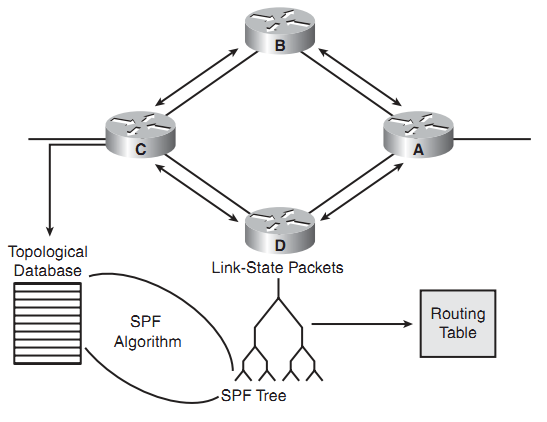 B
C
A
D
Link-State Packets
Topological
Database
SPF
Algorithm
Routing
Table
SPF Tree